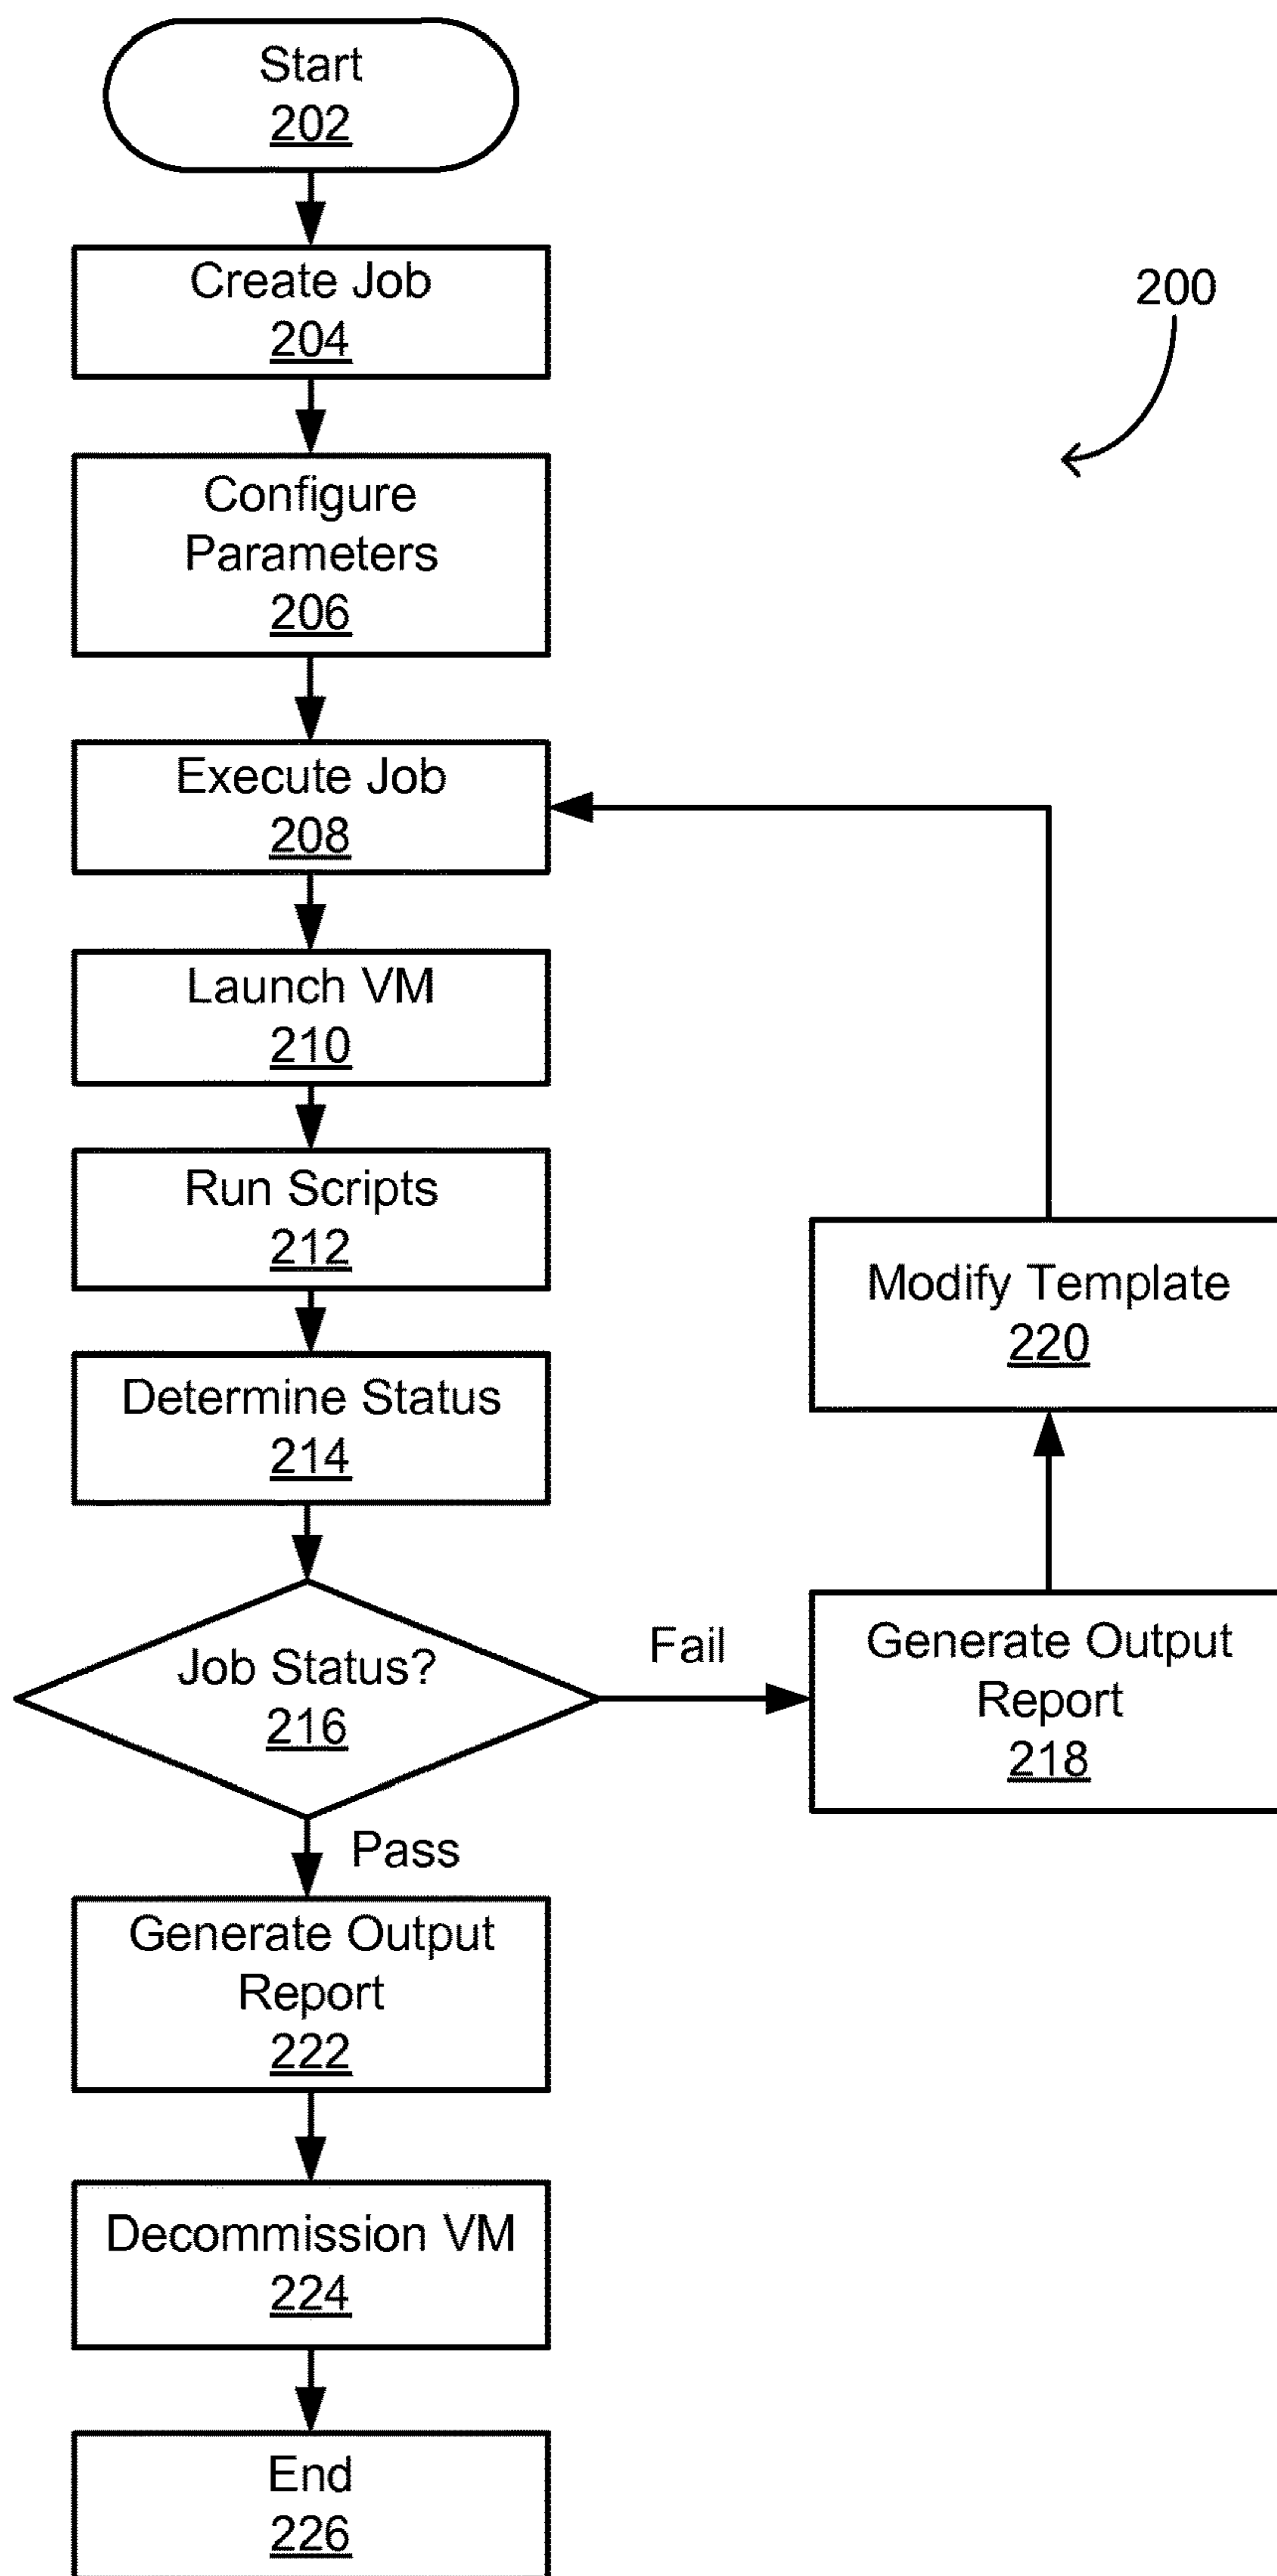 Start
202
Create Job
204
200
Configure
Parameters
206
Execute Job
208
Launch VM
210
Run Scripts
212
Modify Template
220
Determine Status
214
Job Status?
216
Fail
Generate Output
Report
218
Pass
Generate Output
Report
222
Decommission VM
224
End
226